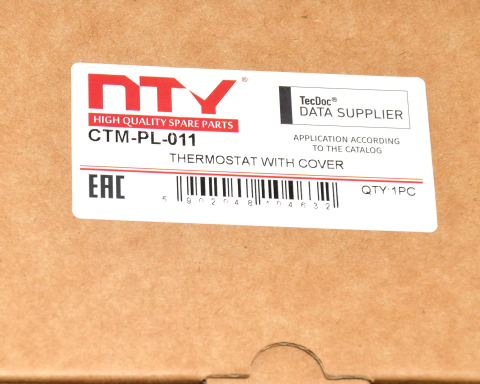 NTY®
HIGH QUALITY SPARE PARTS
TecDoc®
DATA SUPPLIER
CTM-PL-011
APPLICATION ACCORDING
TO THE CATALOG
THERMOSTAT WITH COVER
EAC
5 902048 104632
QTY:1PC